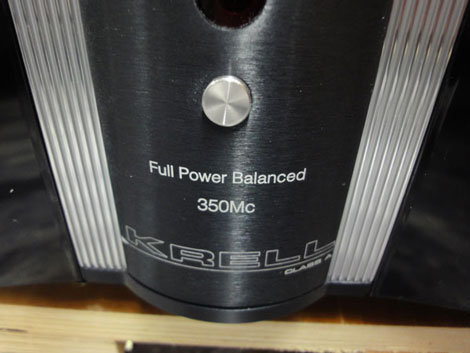 Full Power Balanced
350Mc
KRELL
CLASS A